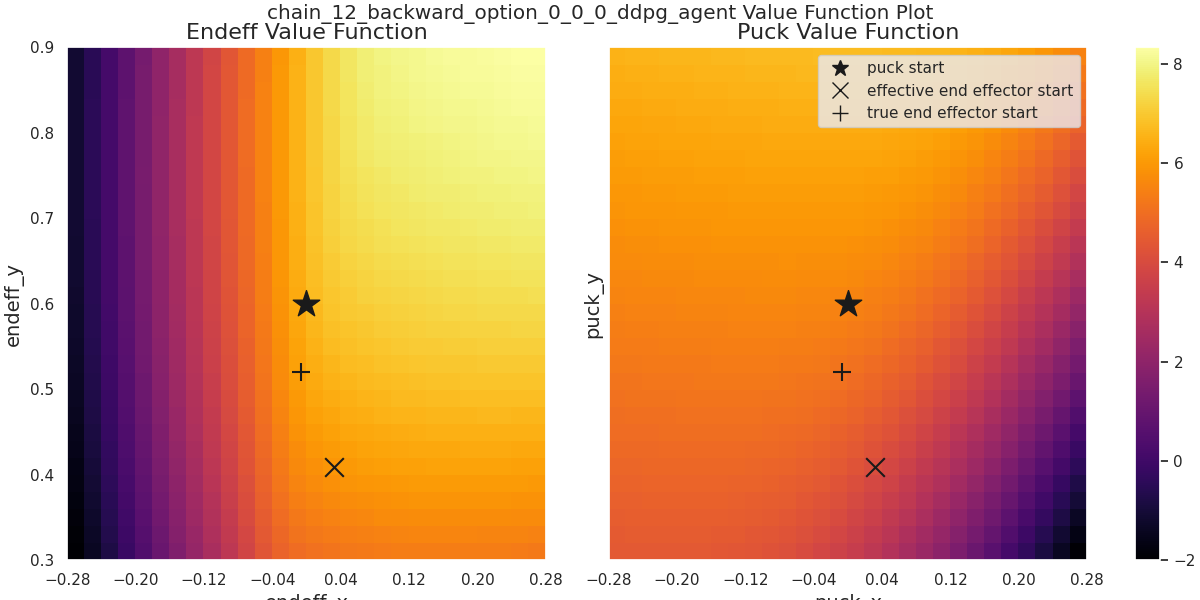 chain_12_backward_option_0_0_0_ddpg_agent Value Function Plot
Endeff Value Function
Puck Value Function
puck start
effective end effector start
true end effector start
0.9
0.8
0.7
0.6
0.5
0.4
0.3
endeff_y
puck_y
−0.28 −0.20 −0.12 −0.04 0.04 0.12 0.20 0.28
−0.28 −0.20 −0.12 −0.04 0.04 0.12 0.20 0.28
endeff_x
puck_x
8
6
4
2
0
−2